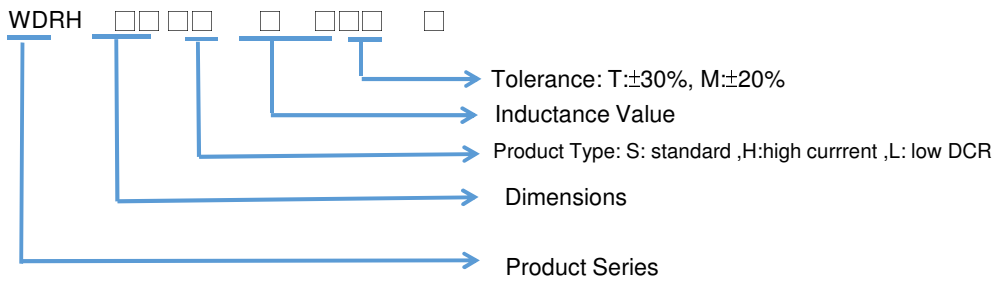 WDRH □□ □□ □ □□□ □
Tolerance: T:±30%, M:±20%
Inductance Value
Product Type: S: standard ,H:high currrent ,L: low DCR
Dimensions
Product Series